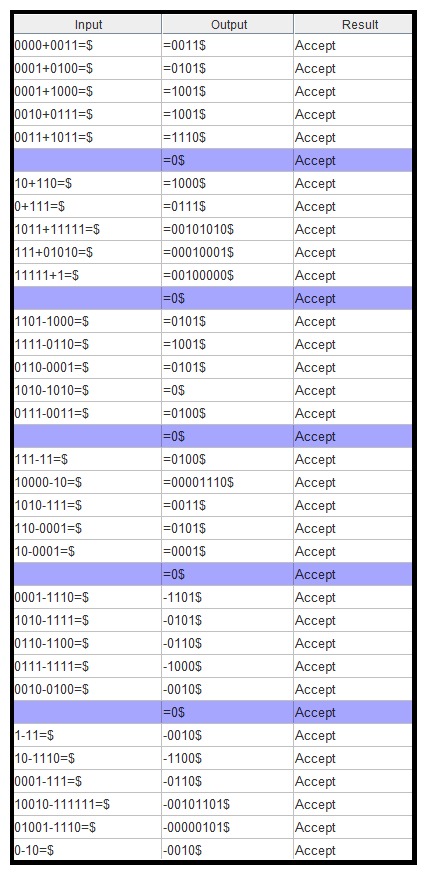 Input Output Result
0000+0011=$ =0011$ Accept
0001+0100=$ =0101$ Accept
0001+1000=$ =1001$ Accept
0010+0111=$ =1001$ Accept
0011+1011=$ =1110$ Accept
=0$ Accept
10+110=$ =1000$ Accept
0+111=$ =0111$ Accept
1011+11111=$ =00101010$ Accept
111+01010=$ =00010001$ Accept
11111+1=$ =00100000$ Accept
=0$ Accept
1101-1000=$ =0101$ Accept
1111-0110=$ =1001$ Accept
0110-0001=$ =0101$ Accept
1010-1010=$ =0$ Accept
0111-0011=$ =0100$ Accept
=0$ Accept
111-11=$ =0100$ Accept
10000-10=$ =00001110$ Accept
1010-111=$ =0011$ Accept
110-0001=$ =0101$ Accept
10-0001=$ =0001$ Accept
=0$ Accept
0001-1110=$ -1101$ Accept
1010-1111=$ -0101$ Accept
0110-1100=$ -0110$ Accept
0111-1111=$ -1000$ Accept
0010-0100=$ -0010$ Accept
=0$ Accept
1-11=$ -0010$ Accept
10-1110=$ -1100$ Accept
0001-111=$ -0110$ Accept
10010-111111=$ -00101101$ Accept
01001-1110=$ -00000101$ Accept
0-10=$ -0010$ Accept